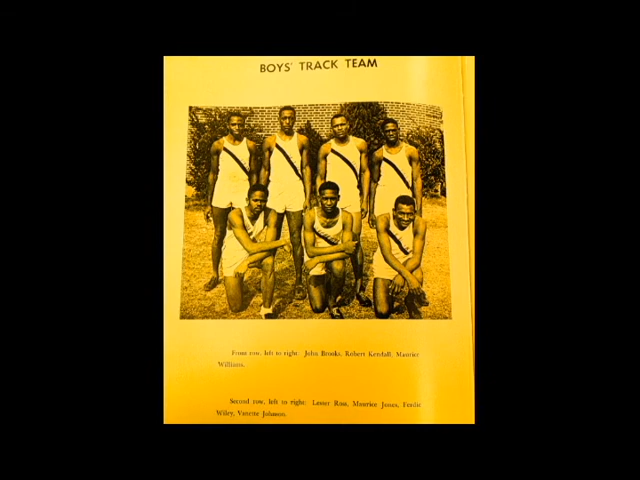 BOYS' TRACK TEAM
Front row, left to right: John Brooks, Robert Kendall, Maurice
Williams.
Second row, left to right: Lester Ross, Maurice Jones, Ferdie
Wiley, Vanette Johnson.